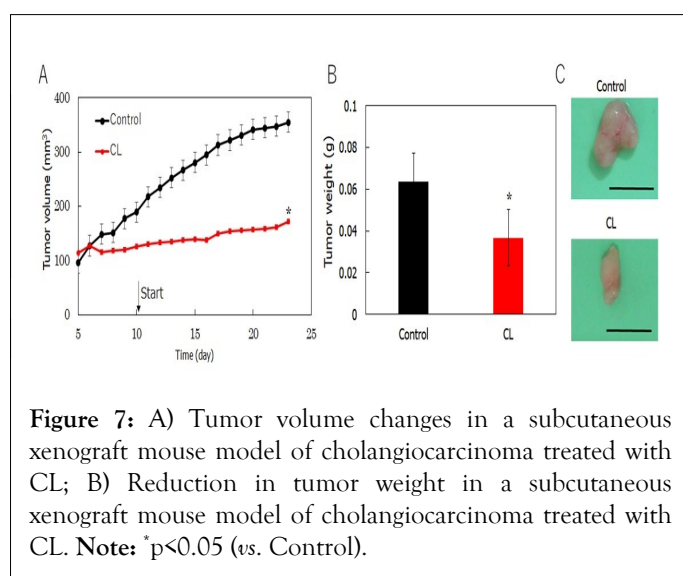 A
B
C
Control
CL
Tumor volume (mm³)
400
300
200
100
0
*
Start
5
10
15
20
25
Time (day)
Tumor weight (g)
0.1
0.08
0.06
0.04
0.02
0
*
Control
CL
Control
CL
Figure 7: A) Tumor volume changes in a subcutaneous
xenograft mouse model of cholangiocarcinoma treated with
CL; B) Reduction in tumor weight in a subcutaneous
xenograft mouse model of cholangiocarcinoma treated with
CL. Note: *p<0.05 (vs. Control).